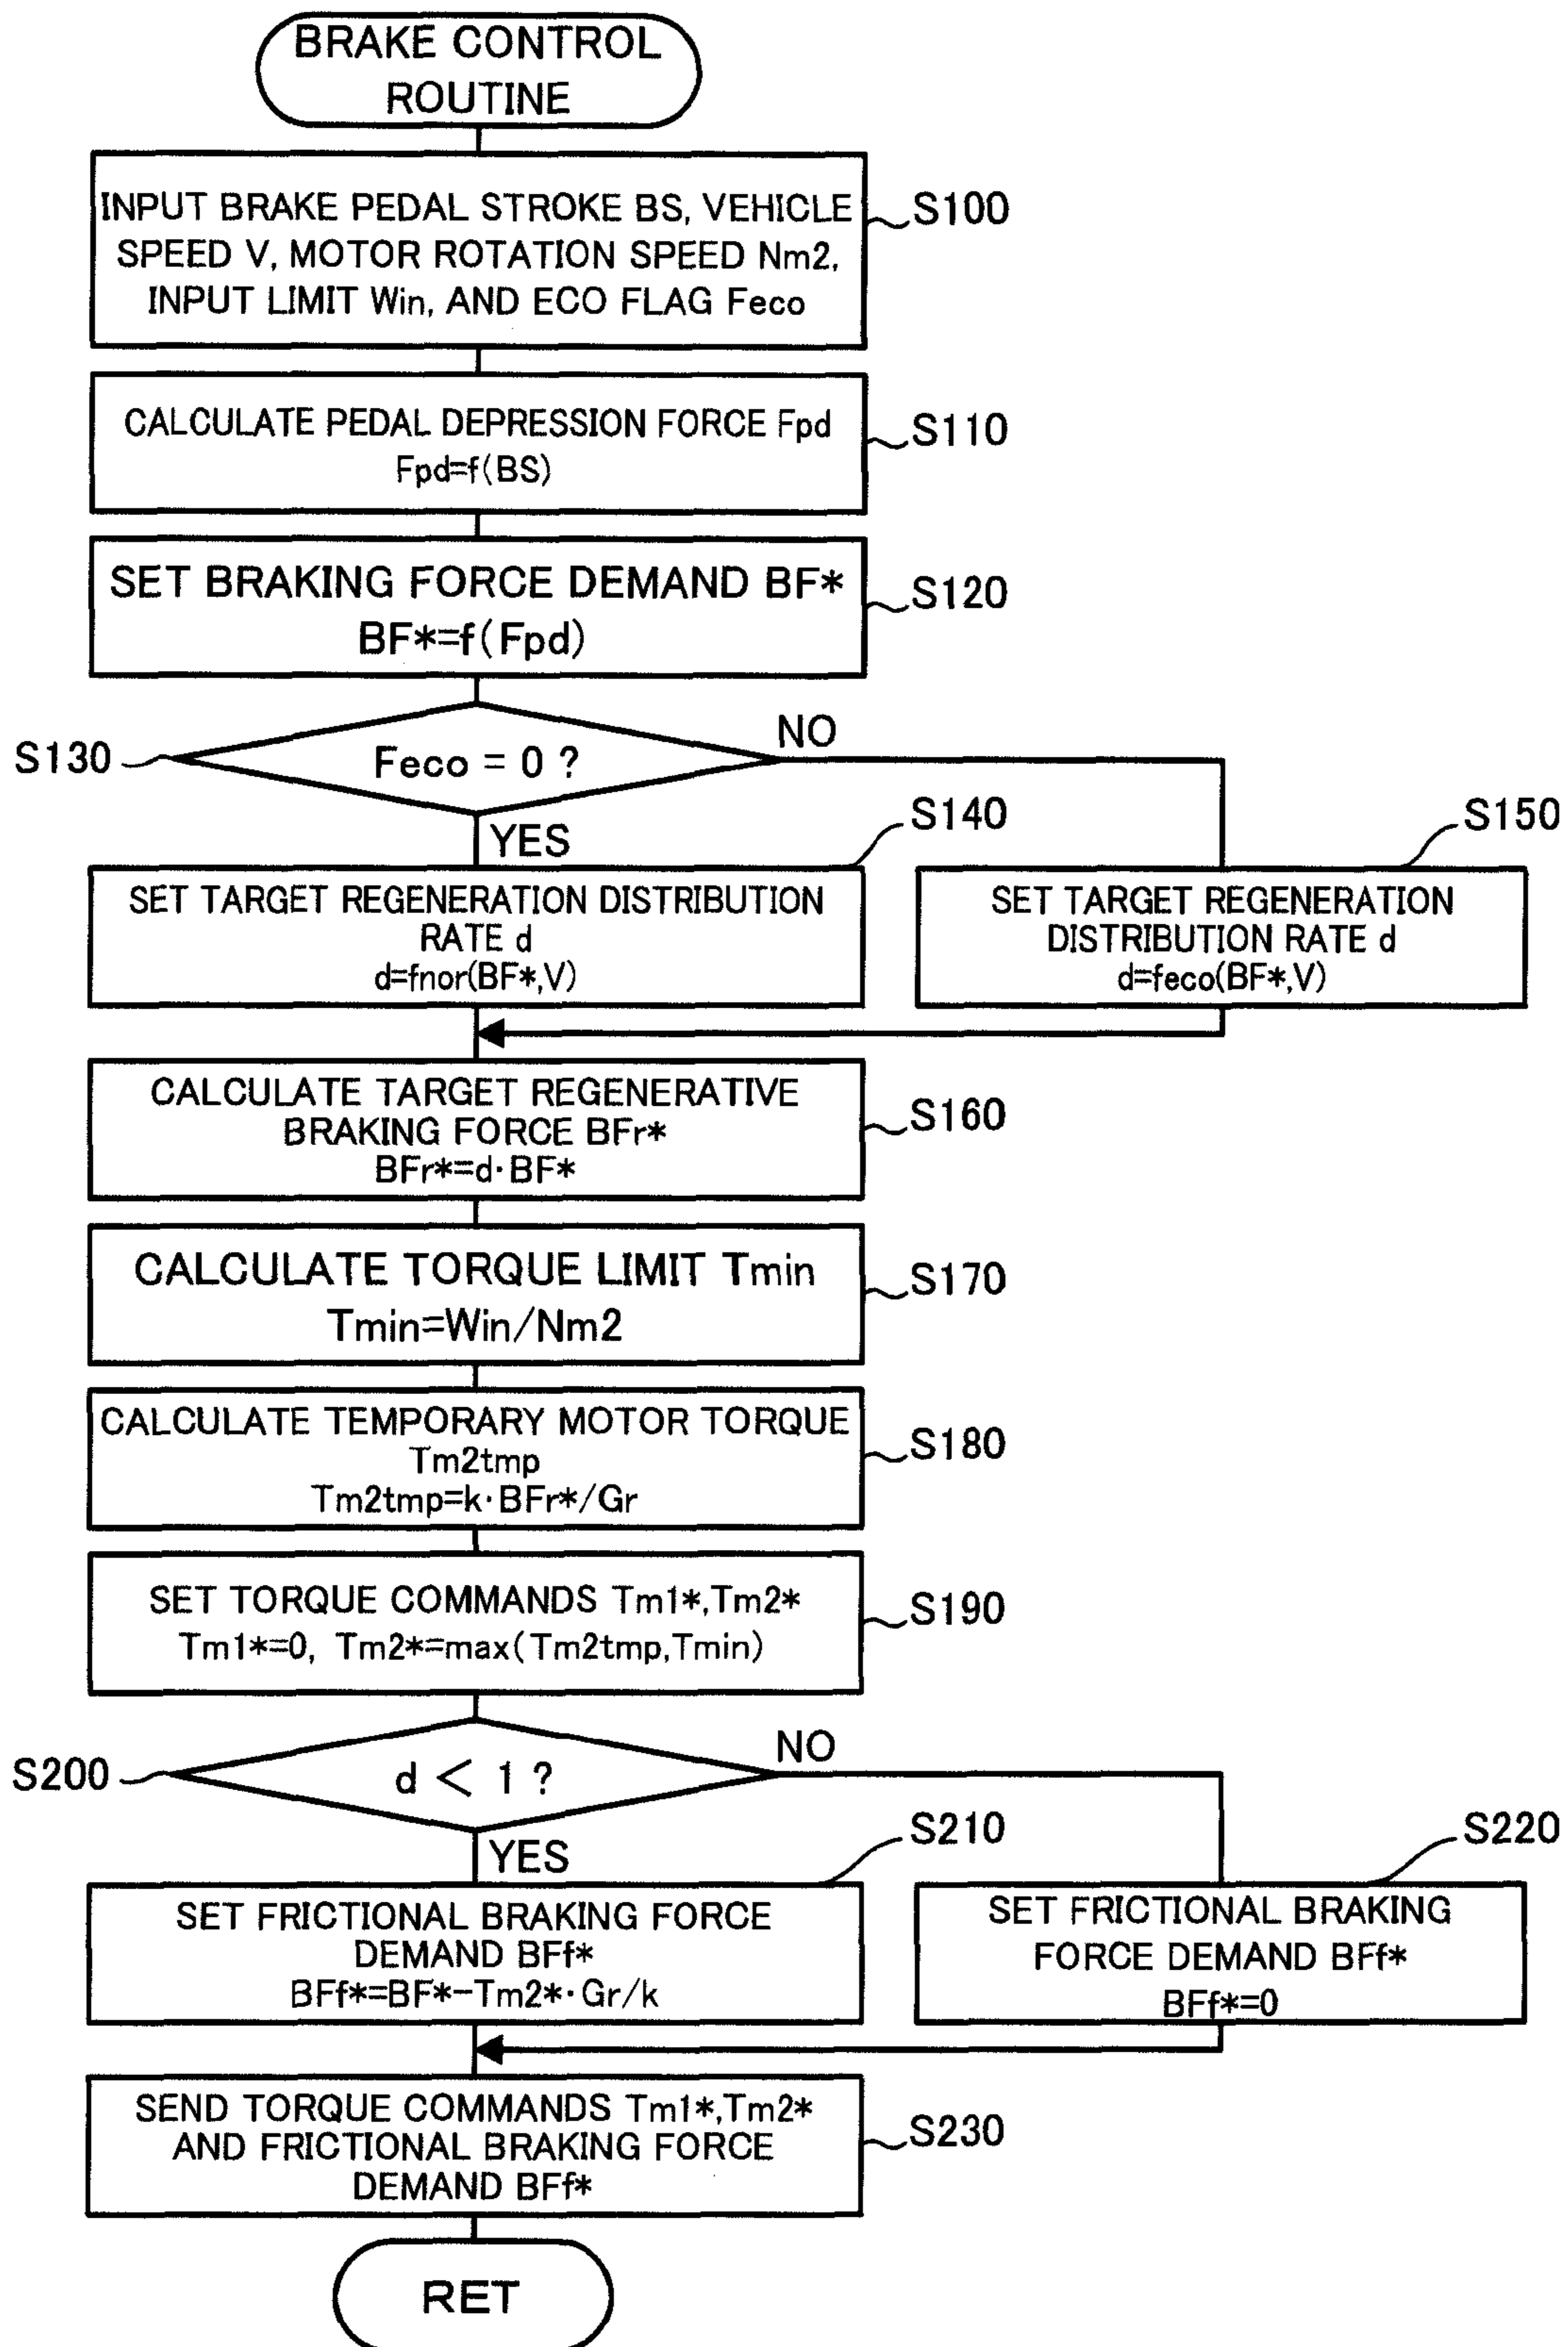 BRAKE CONTROL
ROUTINE
INPUT BRAKE PEDAL STROKE BS, VEHICLE
SPEED V, MOTOR ROTATION SPEED Nm2,
INPUT LIMIT Win, AND ECO FLAG Feco
S100
CALCULATE PEDAL DEPRESSION FORCE Fpd
Fpd=f(BS)
S110
SET BRAKING FORCE DEMAND BF*
BF*=f(Fpd)
S120
S130
Feco = 0 ?
NO
YES
S140
S150
SET TARGET REGENERATION DISTRIBUTION
RATE d
d=fnor(BF*,V)
SET TARGET REGENERATION
DISTRIBUTION RATE d
d=feco(BF*,V)
CALCULATE TARGET REGENERATIVE
BRAKING FORCE BFr*
BFr*=d·BF*
S160
CALCULATE TORQUE LIMIT Tmin
Tmin=Win/Nm2
S170
CALCULATE TEMPORARY MOTOR TORQUE
Tm2tmp
Tm2tmp=k·BFr*/Gr
S180
SET TORQUE COMMANDS Tm1*,Tm2*
Tm1*=0, Tm2*=max(Tm2tmp,Tmin)
S190
S200
d < 1 ?
NO
YES
S210
S220
SET FRICTIONAL BRAKING FORCE
DEMAND BFf*
BFf*=BF*-Tm2*·Gr/k
SET FRICTIONAL BRAKING
FORCE DEMAND BFf*
BFf*=0
SEND TORQUE COMMANDS Tm1*,Tm2*
AND FRICTIONAL BRAKING FORCE
DEMAND BFf*
S230
RET